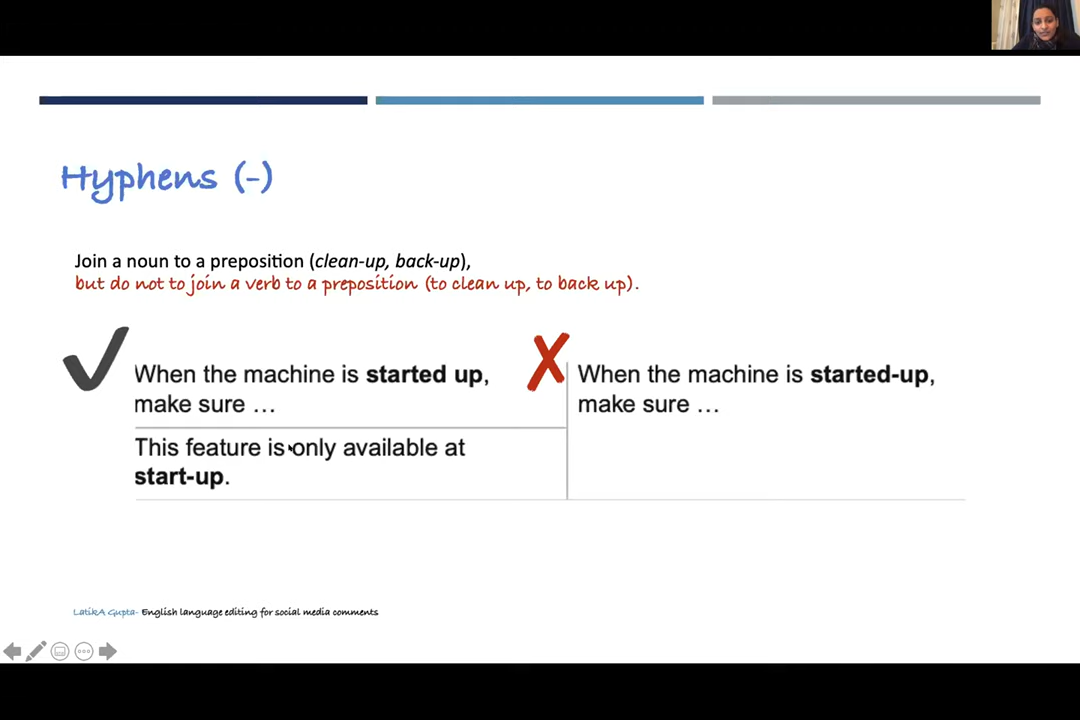 Hyphens (-)
Join a noun to a preposition (clean-up, back-up),
but do not to join a verb to a preposition (to clean up, to back up).
When the machine is started up,
make sure …
This feature is only available at
start-up.
When the machine is started-up,
make sure …
LatikA Gupta- English language editing for social media comments